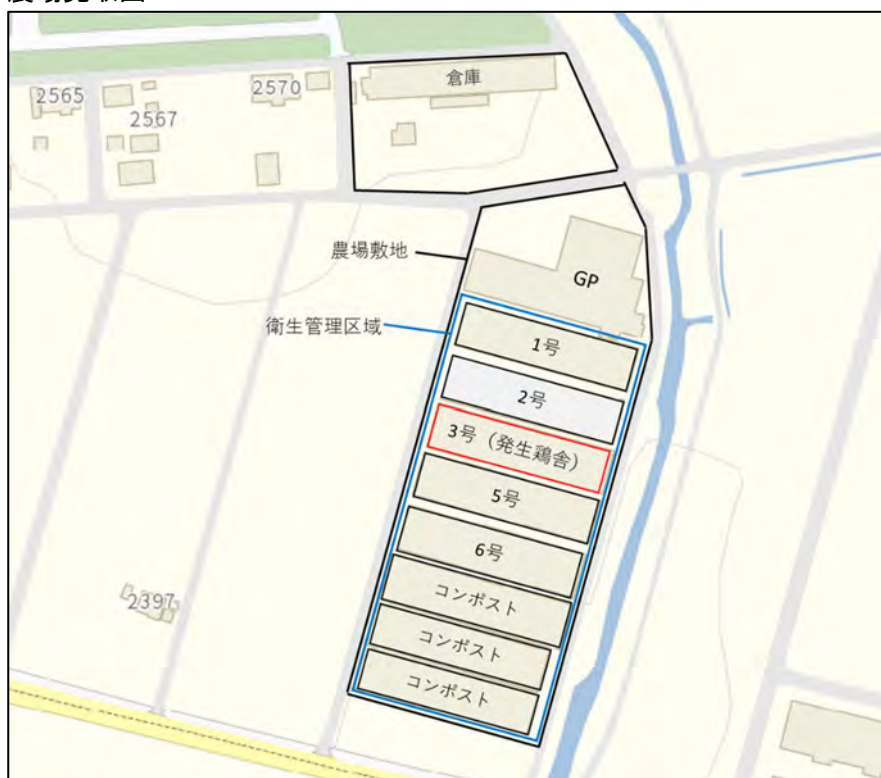 倉庫
2565
2570
2567
農場敷地
GP
衛生管理区域
1号
2号
3号（発生鶏舎）
5号
6号
コンポスト
2397
コンポスト
コンポスト